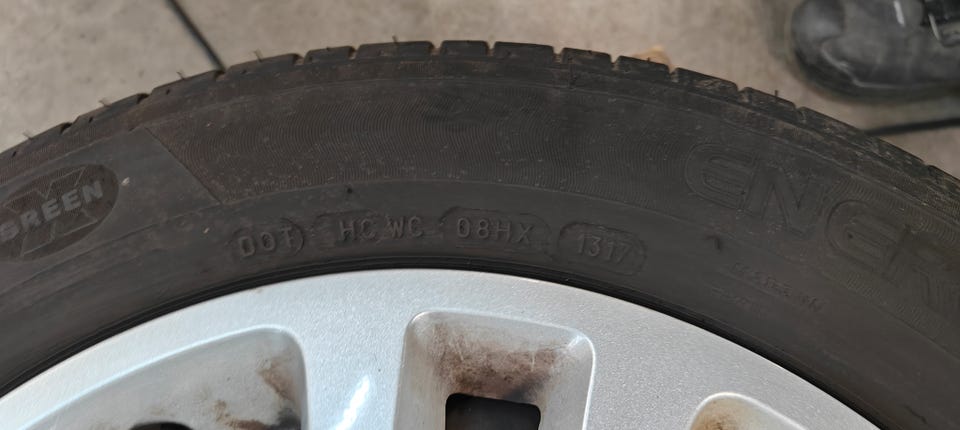 GREEN X
DOT HC WC 08HX 1317
ENER